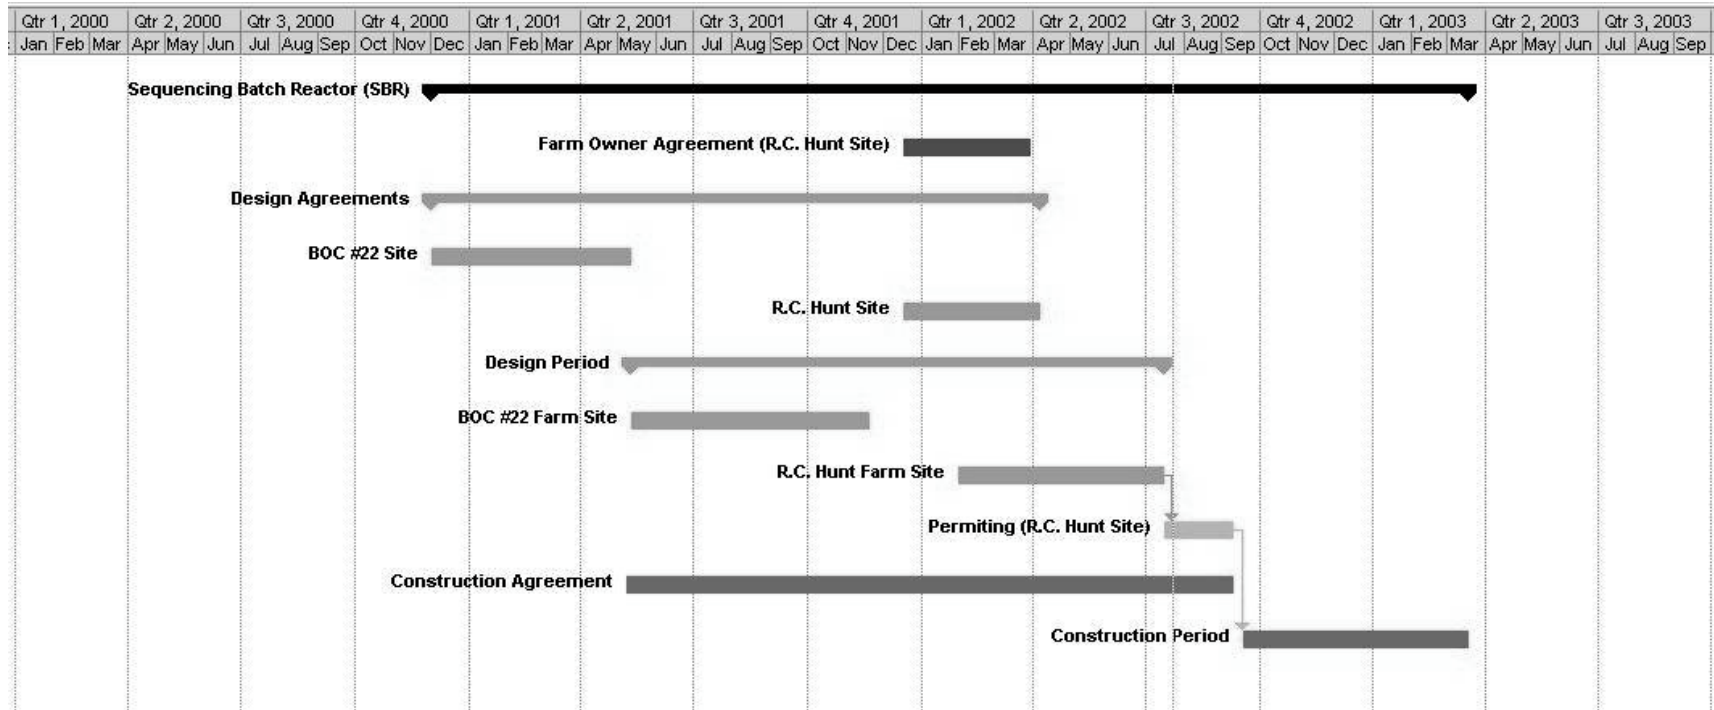 Qtr 1, 2000 Qtr 2, 2000 Qtr 3, 2000 Qtr 4, 2000 Qtr 1, 2001 Qtr 2, 2001 Qtr 3, 2001 Qtr 4, 2001 Qtr 1, 2002 Qtr 2, 2002 Qtr 3, 2002 Qtr 4, 2002 Qtr 1, 2003 Qtr 2, 2003 Qtr 3, 2003
Jan Feb Mar Apr May Jun Jul Aug Sep Oct Nov Dec Jan Feb Mar Apr May Jun Jul Aug Sep Oct Nov Dec Jan Feb Mar Apr May Jun Jul Aug Sep Oct Nov Dec Jan Feb Mar Apr May Jun Jul Aug Sep
Sequencing Batch Reactor (SBR)
Farm Owner Agreement (R.C. Hunt Site)
Design Agreements
BOC #22 Site
R.C. Hunt Site
Design Period
BOC #22 Farm Site
R.C. Hunt Farm Site
Permiting (R.C. Hunt Site)
Construction Agreement
Construction Period